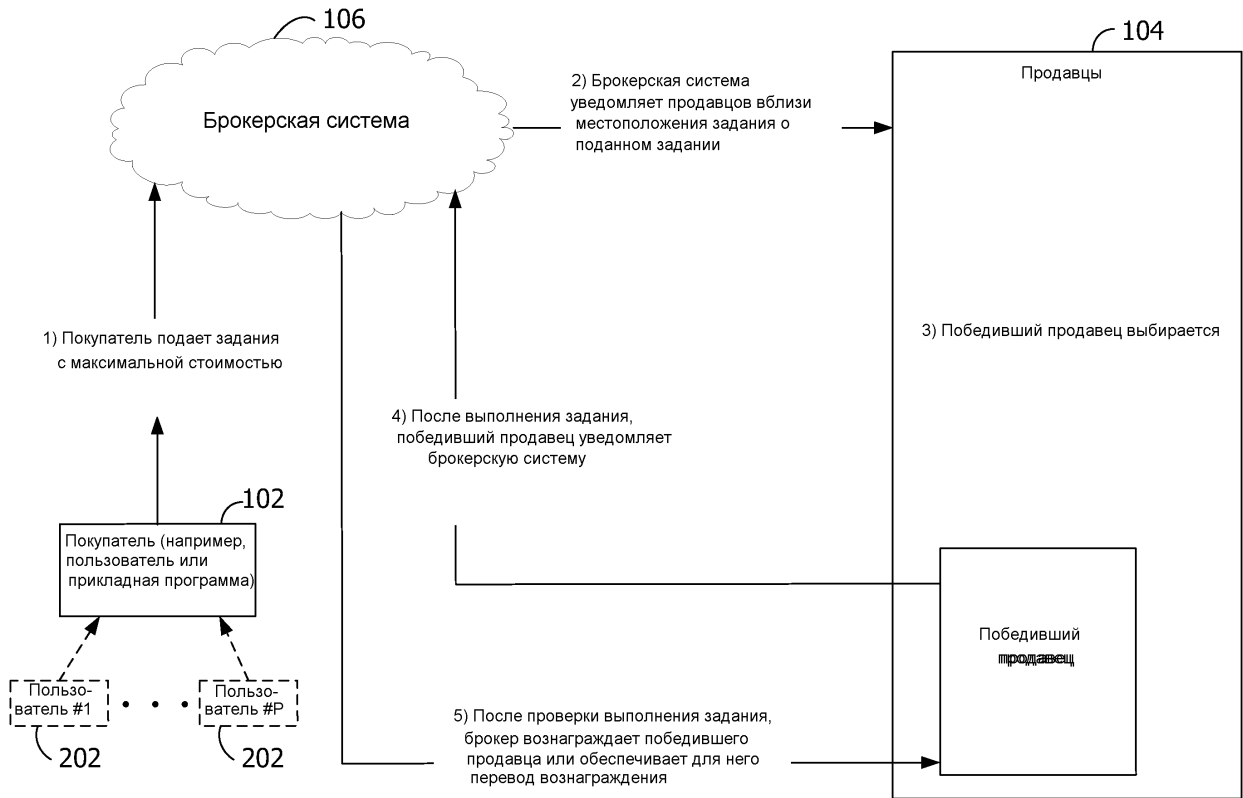 106
Брокерская система
104
Продавцы
2) Брокерская система
уведомляет продавцов вблизи
местоположения задания о
поданном задании
1) Покупатель подает задания
с максимальной стоимостью
3) Победивший продавец выбирается
4) После выполнения задания,
победивший продавец уведомляет
брокерскую систему
102
Покупатель (например,
пользователь или
прикладная программа)
Победивший
продавец
Пользо-
ватель #1
Пользо-
ватель #P
202
202
5) После проверки выполнения задания,
брокер вознаграждает победившего
продавца или обеспечивает для него
перевод вознаграждения